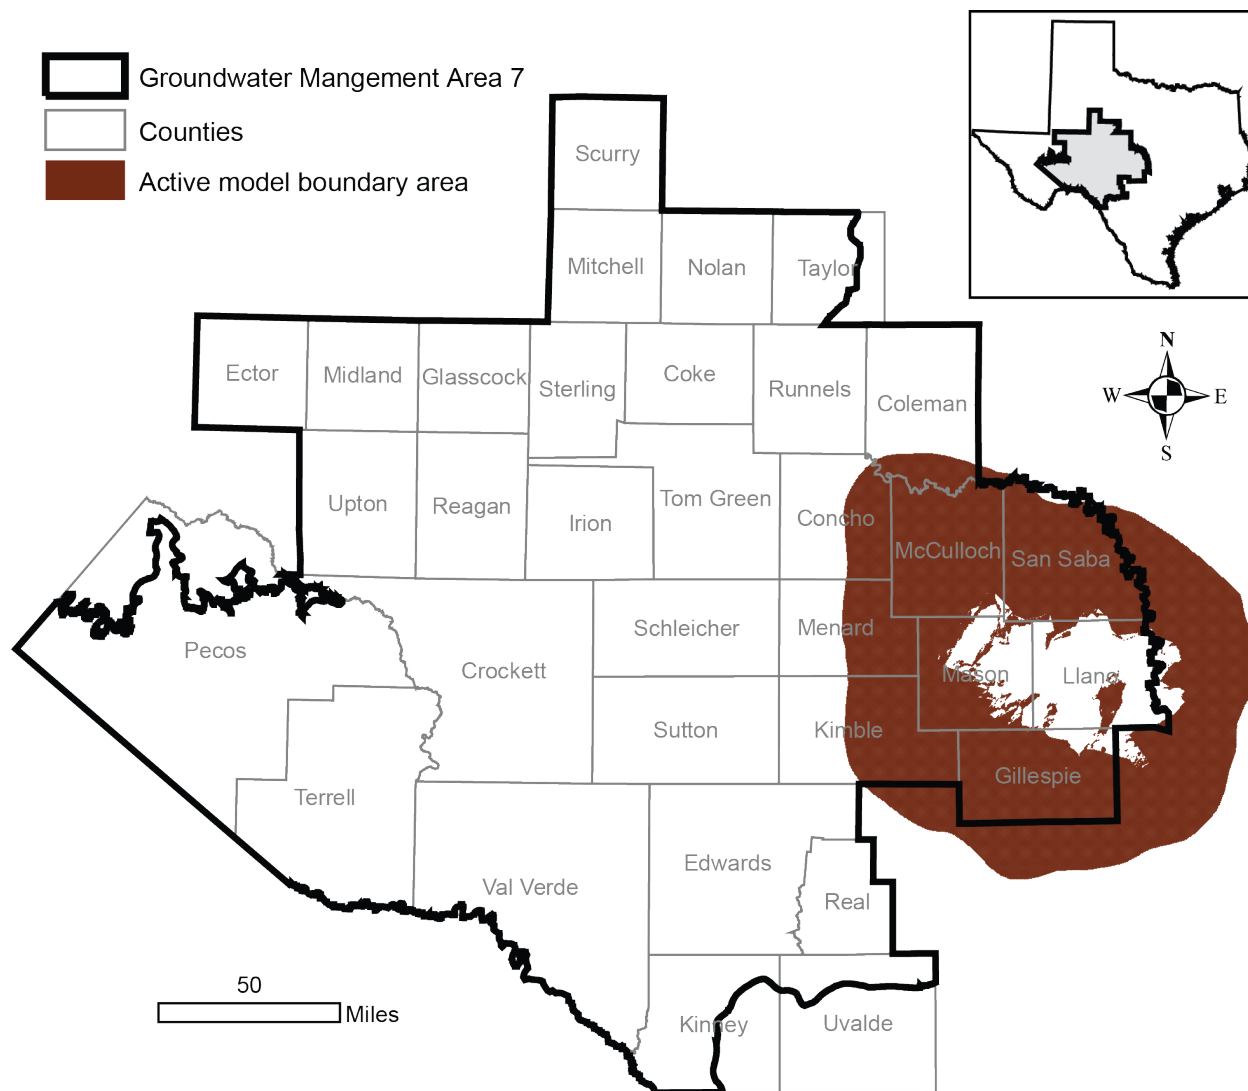 Groundwater Mangement Area 7
Counties
Active model boundary area
Scurry
Mitchell
Nolan
Taylor
N
W
E
S
Ector
Midland
Glasscock
Sterling
Coke
Runnels
Coleman
Upton
Reagan
Irion
Tom Green
Concho
McCulloch
San Saba
Pecos
Crockett
Schleicher
Menard
Mason
Llano
Sutton
Kimble
Gillespie
Terrell
Val Verde
Edwards
Real
Kinney
Uvalde
50
Miles